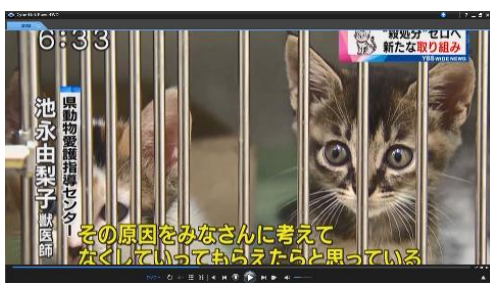 6:33
"殺処分"ゼロへ
新たな取り組み
YBS WIDE NEWS
県動物愛護指導センター
池永由梨子 獣医師
その原因をみなさんに考えて
なくしていってもらえたらと思っている